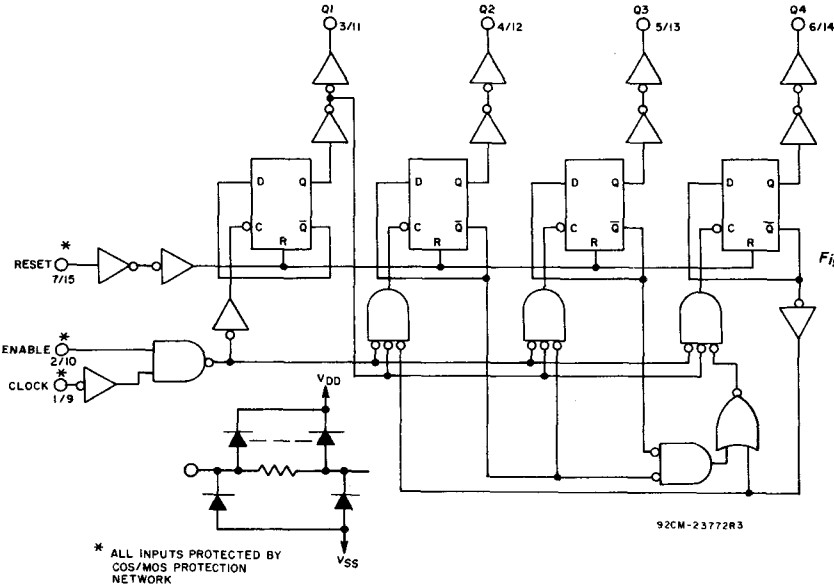 Q1 Q2 Q3 Q4
3/11 4/12 5/13 6/14
D Q D Q D Q D Q
C Q̅ C Q̅ C Q̅ C Q̅
R R R R
*
RESET
7/15
Fi
*
ENABLE
2/10
*
CLOCK
1/9
VDD
VSS
92CM-23772R3
* ALL INPUTS PROTECTED BY
COS/MOS PROTECTION
NETWORK